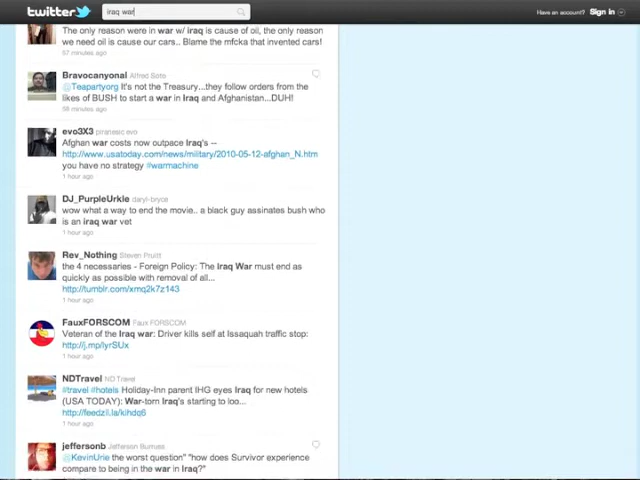 twitter iraq war Have an account? Sign in
The only reason were in war w/ iraq is cause of oil, the only reason
we need oil is cause our cars.. Blame the mfcka that invented cars!
57 minutes ago
Bravocanyonal Alfred Soto
@Teapartyorg It's not the Treasury...they follow orders from the
likes of BUSH to start a war in Iraq and Afghanistan...DUH!
59 minutes ago
evo3X3 piratesec evo
Afghan war costs now outpace Iraq's --
http://www.usatoday.com/news/military/2010-05-12-afghan_N.htm
you have no strategy #warmachine
1 hour ago
DJ_PurpleUrkle daryl-bryce
wow what a way to end the movie.. a black guy assinates bush who
is an iraq war vet
1 hour ago
Rev_Nothing Steven Pruitt
the 4 necessaries - Foreign Policy: The Iraq War must end as
quickly as possible with removal of all...
http://tumblr.com/xmq2k7z143
1 hour ago
FauxFORSCOM Faux FORSCOM
Veteran of the Iraq war: Driver kills self at Issaquah traffic stop:
http://j.mp/lyrSUx
1 hour ago
NDTravel ND Travel
#travel #hotels Holiday-Inn parent IHG eyes Iraq for new hotels
(USA TODAY): War-torn Iraq's starting to loo...
http://feedzil.la/kihdq6
1 hour ago
jeffersonb Jefferson Burruss
@KevinUrie the worst question" "how does Survivor experience
compare to being in the war in Iraq?"